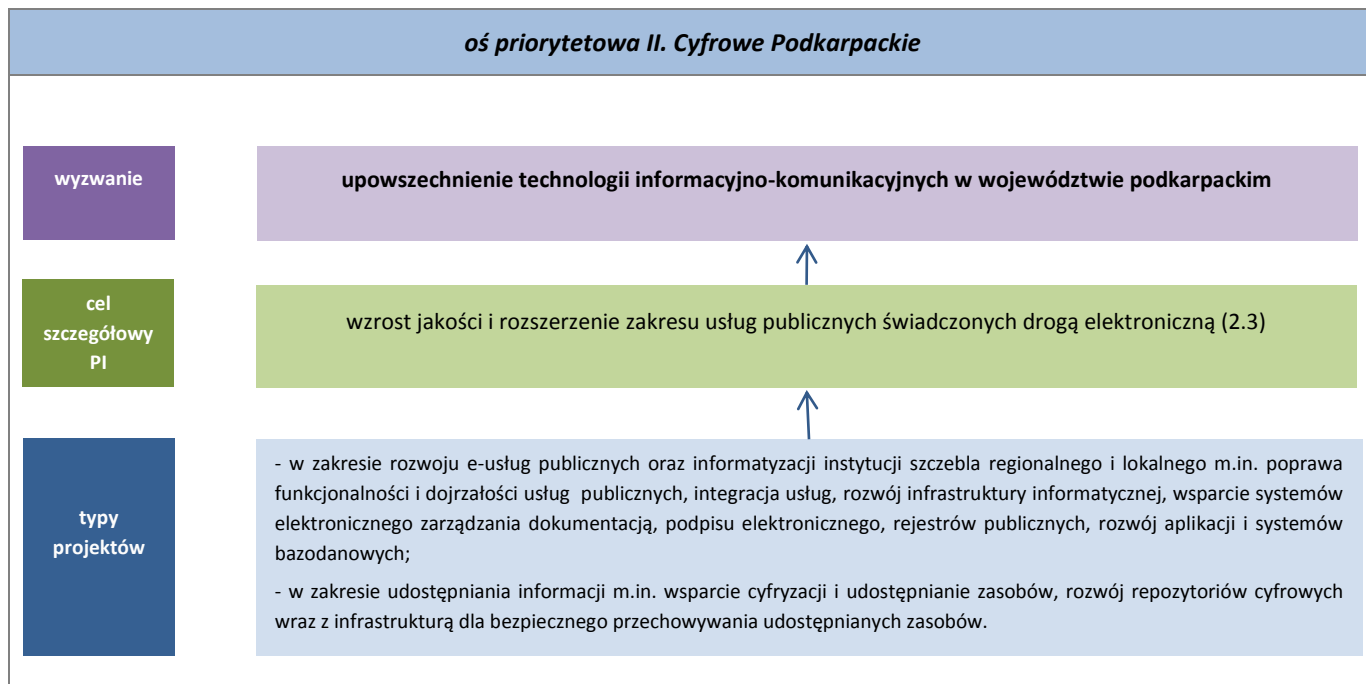 oś priorytetowa II. Cyfrowe Podkarpackie
wyzwanie
upowszechnienie technologii informacyjno-komunikacyjnych w województwie podkarpackim
cel
szczegółowy
PI
wzrost jakości i rozszerzenie zakresu usług publicznych świadczonych drogą elektroniczną (2.3)
typy
projektów
- w zakresie rozwoju e-usług publicznych oraz informatyzacji instytucji szczebla regionalnego i lokalnego m.in. poprawa
funkcjonalności i dojrzałości usług publicznych, integracja usług, rozwój infrastruktury informatycznej, wsparcie systemów
elektronicznego zarządzania dokumentacją, podpisu elektronicznego, rejestrów publicznych, rozwój aplikacji i systemów
bazodanowych;
- w zakresie udostępniania informacji m.in. wsparcie cyfryzacji i udostępnianie zasobów, rozwój repozytoriów cyfrowych
wraz z infrastrukturą dla bezpiecznego przechowywania udostępnianych zasobów.